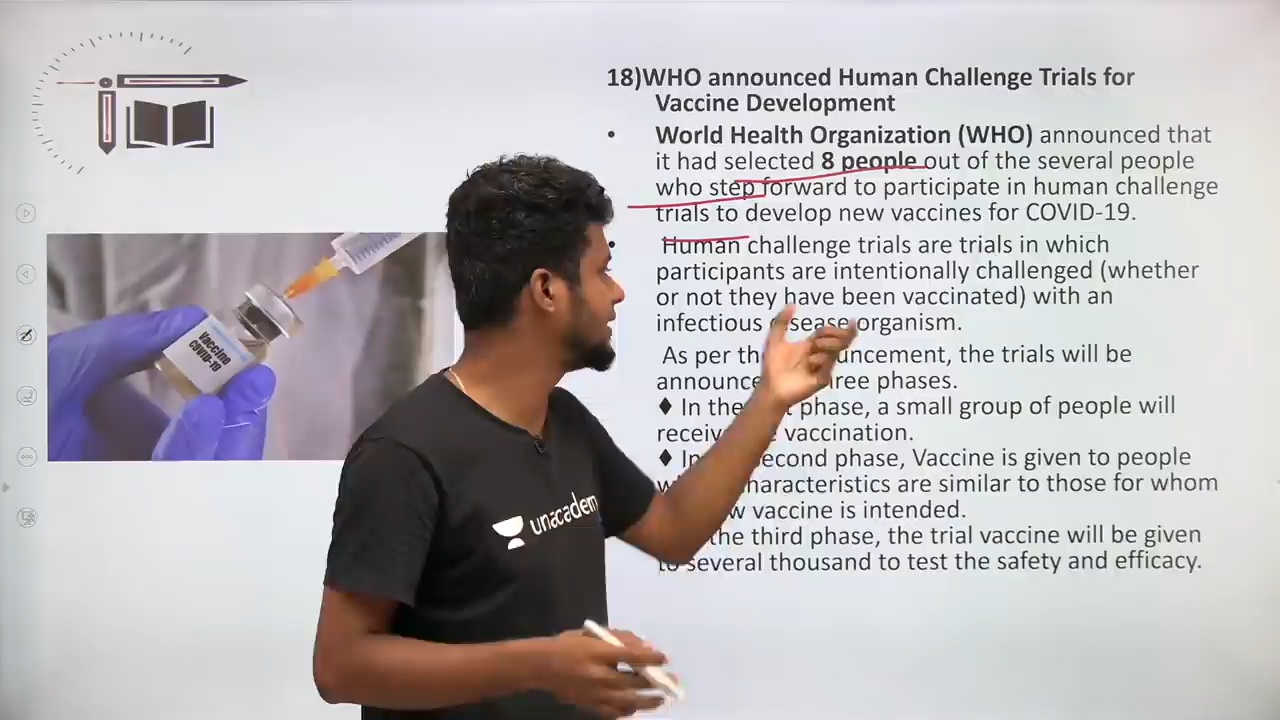 18)WHO announced Human Challenge Trials for
Vaccine Development
• World Health Organization (WHO) announced that
it had selected 8 people out of the several people
who step forward to participate in human challenge
trials to develop new vaccines for COVID-19.
• Human challenge trials are trials in which
participants are intentionally challenged (whether
or not they have been vaccinated) with an
infectious disease organism.
As per the uncement, the trials will be
announce ree phases.
♦ In the phase, a small group of people will
receiv vaccination.
♦ In second phase, Vaccine is given to people
w haracteristics are similar to those for whom
w vaccine is intended.
the third phase, the trial vaccine will be given
to several thousand to test the safety and efficacy.
Vaccine
COVID-19
unacadem